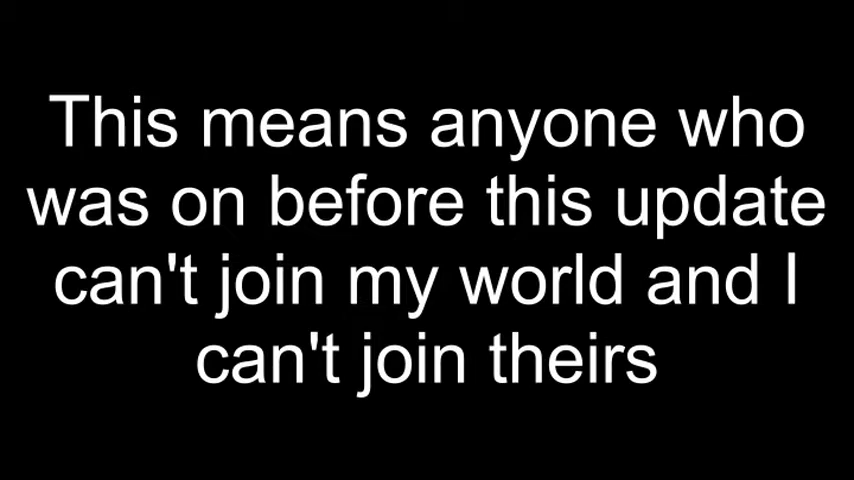 This means anyone who
was on before this update
can't join my world and I
can't join theirs